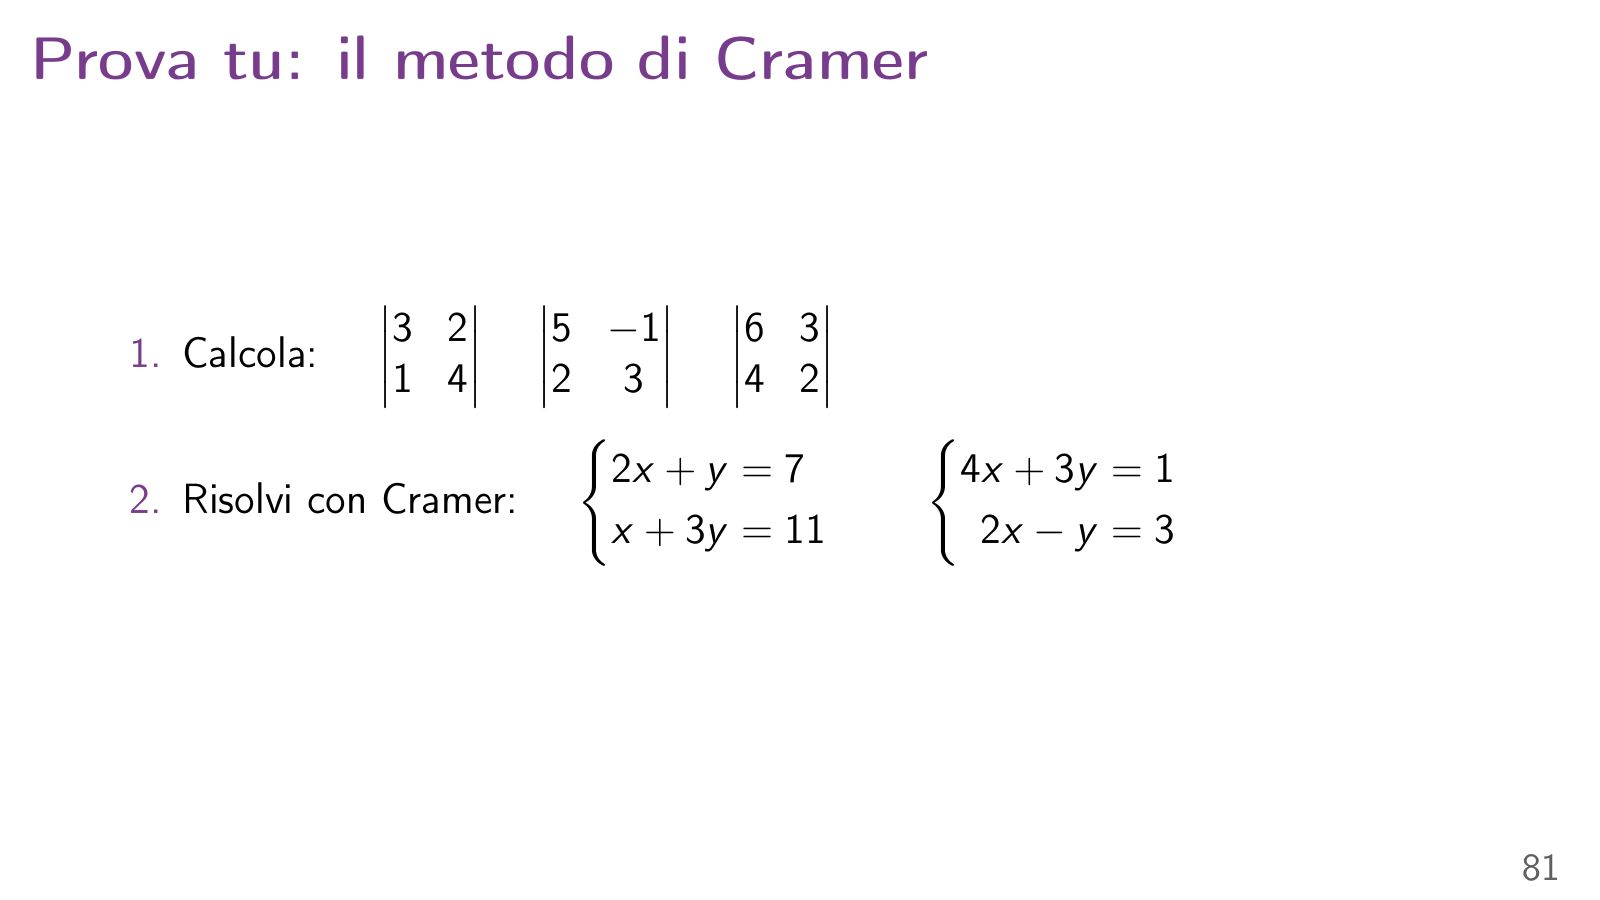 Prova tu: il metodo di Cramer
1. Calcola: |3 2| |5 −1| |6 3|
|1 4| |2 3| |4 2|
2. Risolvi con Cramer: {2x + y = 7 {4x + 3y = 1
x + 3y = 11 2x − y = 3
81